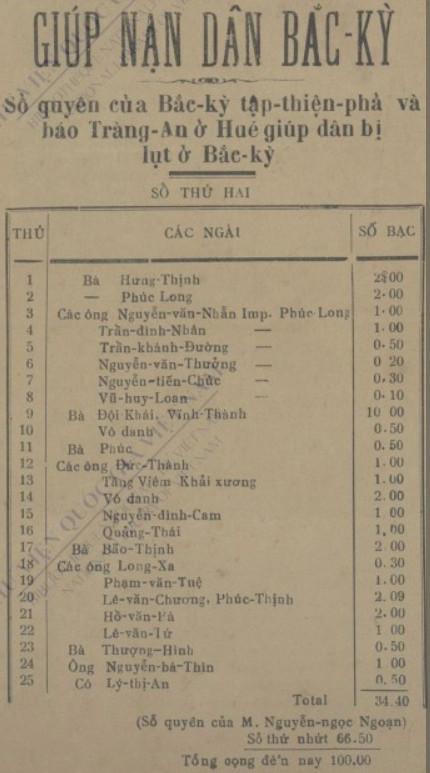 GIÚP NẠN DÂN BẮC-KỲ
Sổ quyên của Bắc-kỳ tập-thiện-phả và
báo Tràng-An ở Huế giúp dân bị
lụt ở Bắc-kỳ
SỔ THỨ HAI
THỨ CÁC NGÀI SỐ BẠC
1 Bà Hưng-Thịnh
2 — Phúc Long 2.00
3 Các ông Nguyễn-văn-Nhẫn Imp. Phúc-Long 1.00
4 Trần-đình-Nhân — 1.00
5 Trần-khánh-Đường — 0.50
6 Nguyễn-văn-Thưởng — 0 20
7 Nguyễn-tiến-Chức — 0.30
8 Vũ-huy-Loan — 0.10
9 Bà Đội Khải, Vĩnh-Thành 10 00
10 Vô danh 0.50
11 Bà Phúc 0.50
12 Các ông Đức-Thành 1.00
13 Tăng Viêm Khải xương 1.00
14 Vô danh 2.00
15 Nguyễn-đình-Cam 1 00
16 Quảng-Thái 1,00
17 Bà Bảo-Thịnh 2 00
18 Các ông Long-Xa 0.30
19 Phạm-văn-Tuệ 1.00
20 Lê-văn-Chương, Phúc-Thịnh 2.09
21 Hồ-văn-Hà 2.00
22 Lê-văn-Tứ 1 00
23 Bà Thượng-Hinh 0.50
24 Ông Nguyễn-bá-Thìn 1 00
25 Cô Lý-thị-An 0.50
Total 34.40
(Sổ quyên của M. Nguyễn-ngọc Ngoạn)
Sổ thứ nhứt 66.50
Tổng cọng đến nay 100.00